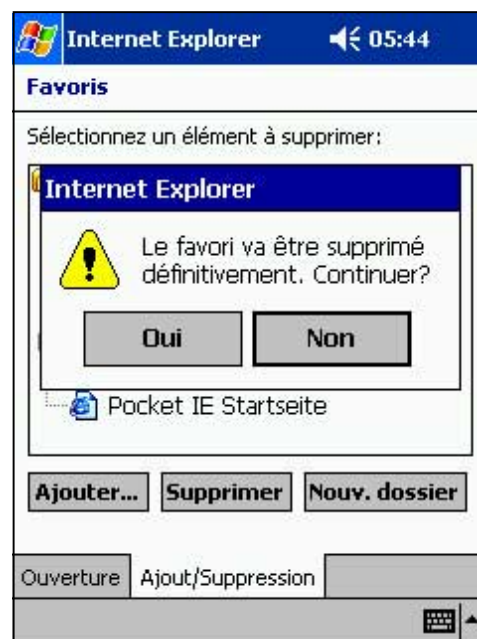 Internet Explorer 05:44
Favoris
Sélectionnez un élément à supprimer:
Internet Explorer
Le favori va être supprimé
définitivement. Continuer?
Oui Non
Pocket IE Startseite
Ajouter... Supprimer Nouv. dossier
Ouverture Ajout/Suppression